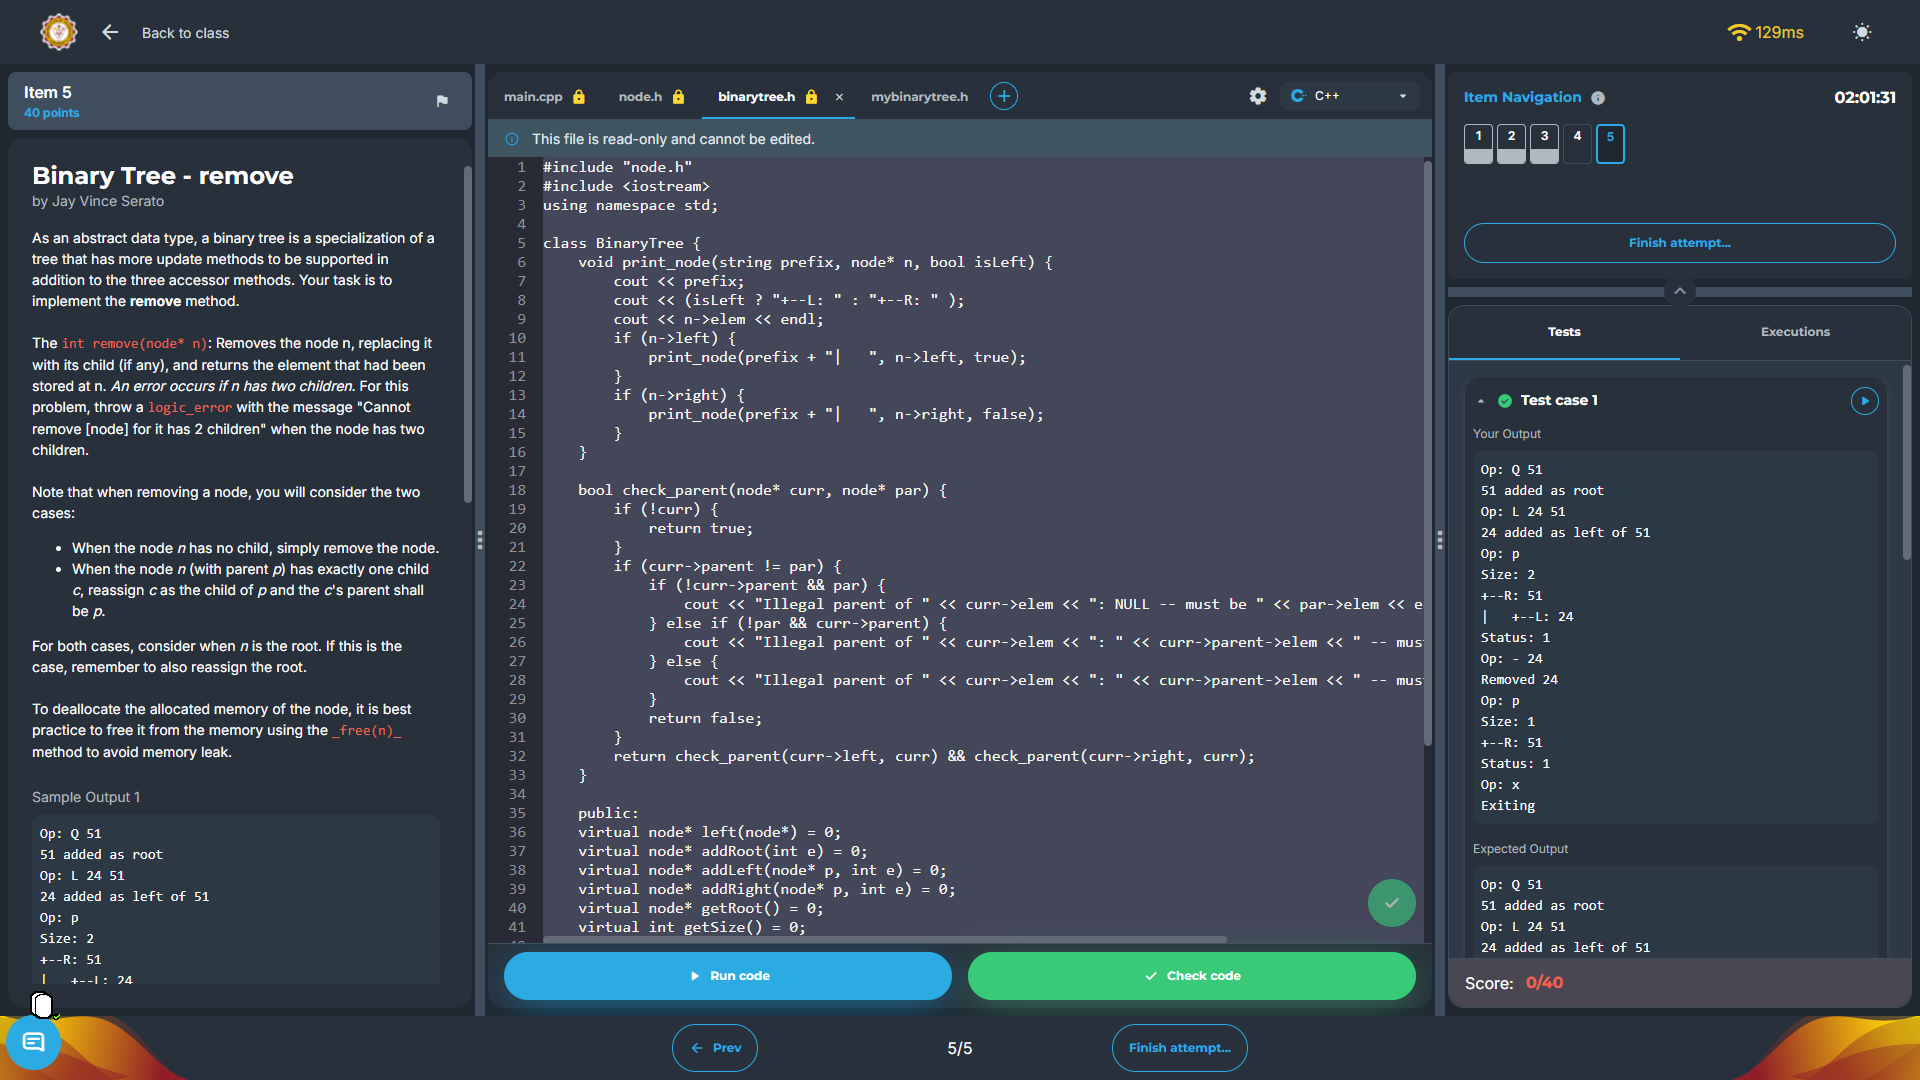 Back to class
129ms
Item 5
40 points
Binary Tree - remove
by Jay Vince Serato
As an abstract data type, a binary tree is a specialization of a
tree that has more update methods to be supported in
addition to the three accessor methods. Your task is to
implement the remove method.
The int remove(node* n): Removes the node n, replacing it
with its child (if any), and returns the element that had been
stored at n. An error occurs if n has two children. For this
problem, throw a logic_error with the message "Cannot
remove [node] for it has 2 children" when the node has two
children.
Note that when removing a node, you will consider the two
cases:
• When the node n has no child, simply remove the node.
• When the node n (with parent p) has exactly one child
c, reassign c as the child of p and the c's parent shall
be p.
For both cases, consider when n is the root. If this is the
case, remember to also reassign the root.
To deallocate the allocated memory of the node, it is best
practice to free it from the memory using the _free(n)_
method to avoid memory leak.
Sample Output 1
Op: Q 51
51 added as root
Op: L 24 51
24 added as left of 51
Op: p
Size: 2
+--R: 51
|   +--L: 24
main.cpp
node.h
binarytree.h ×
mybinarytree.h
C++
This file is read-only and cannot be edited.
1 #include "node.h"
2 #include <iostream>
3 using namespace std;
4
5 class BinaryTree {
6     void print_node(string prefix, node* n, bool isLeft) {
7         cout << prefix;
8         cout << (isLeft ? "+--L: " : "+--R: " );
9         cout << n->elem << endl;
10         if (n->left) {
11             print_node(prefix + "|   ", n->left, true);
12         }
13         if (n->right) {
14             print_node(prefix + "|   ", n->right, false);
15         }
16     }
17
18     bool check_parent(node* curr, node* par) {
19         if (!curr) {
20             return true;
21         }
22         if (curr->parent != par) {
23             if (!curr->parent && par) {
24                 cout << "Illegal parent of " << curr->elem << ": NULL -- must be " << par->elem << e
25             } else if (!par && curr->parent) {
26                 cout << "Illegal parent of " << curr->elem << ": " << curr->parent->elem << " -- mus
27             } else {
28                 cout << "Illegal parent of " << curr->elem << ": " << curr->parent->elem << " -- mus
29             }
30             return false;
31         }
32         return check_parent(curr->left, curr) && check_parent(curr->right, curr);
33     }
34
35     public:
36     virtual node* left(node*) = 0;
37     virtual node* addRoot(int e) = 0;
38     virtual node* addLeft(node* p, int e) = 0;
39     virtual node* addRight(node* p, int e) = 0;
40     virtual node* getRoot() = 0;
41     virtual int getSize() = 0;
Run code
Check code
Item Navigation
02:01:31
1 2 3 4 5
Finish attempt...
Tests
Executions
Test case 1
Your Output
Op: Q 51
51 added as root
Op: L 24 51
24 added as left of 51
Op: p
Size: 2
+--R: 51
|   +--L: 24
Status: 1
Op: - 24
Removed 24
Op: p
Size: 1
+--R: 51
Status: 1
Op: x
Exiting
Expected Output
Op: Q 51
51 added as root
Op: L 24 51
24 added as left of 51
Score: 0/40
Prev
5/5
Finish attempt...